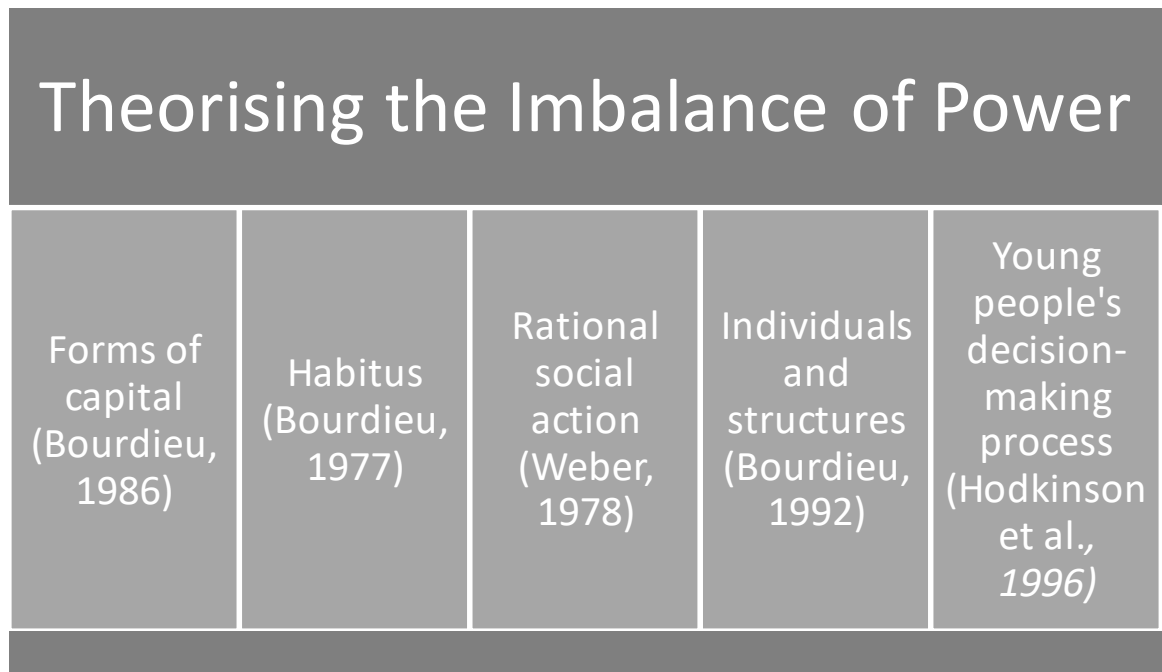 Theorising the Imbalance of Power
Forms of
capital
(Bourdieu,
1986)
Habitus
(Bourdieu,
1977)
Rational
social
action
(Weber,
1978)
Individuals
and
structures
(Bourdieu,
1992)
Young
people's
decision-
making
process
(Hodkinson
et al.,
1996)